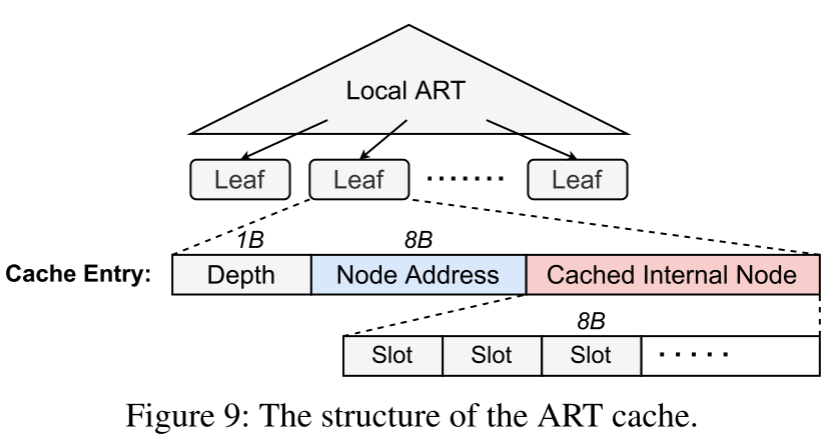 Local ART
Leaf Leaf ....... Leaf
1B 8B
Cache Entry: Depth Node Address Cached Internal Node
8B
Slot Slot Slot .....
Figure 9: The structure of the ART cache.